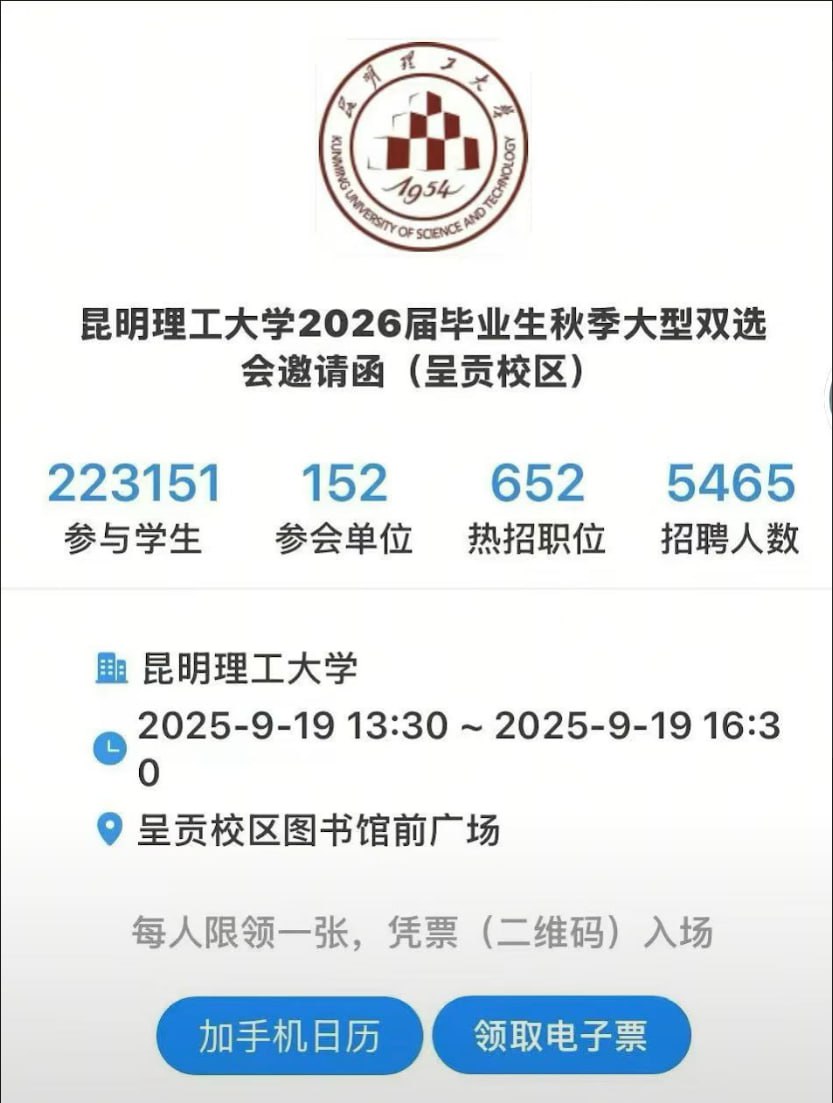 昆明理工大学
KUNMING UNIVERSITY OF SCIENCE AND TECHNOLOGY
1954
昆明理工大学2026届毕业生秋季大型双选
会邀请函（呈贡校区）
223151 152 652 5465
参与学生 参会单位 热招职位 招聘人数
昆明理工大学
2025-9-19 13:30 ~ 2025-9-19 16:3
0
呈贡校区图书馆前广场
每人限领一张，凭票（二维码）入场
加手机日历 领取电子票